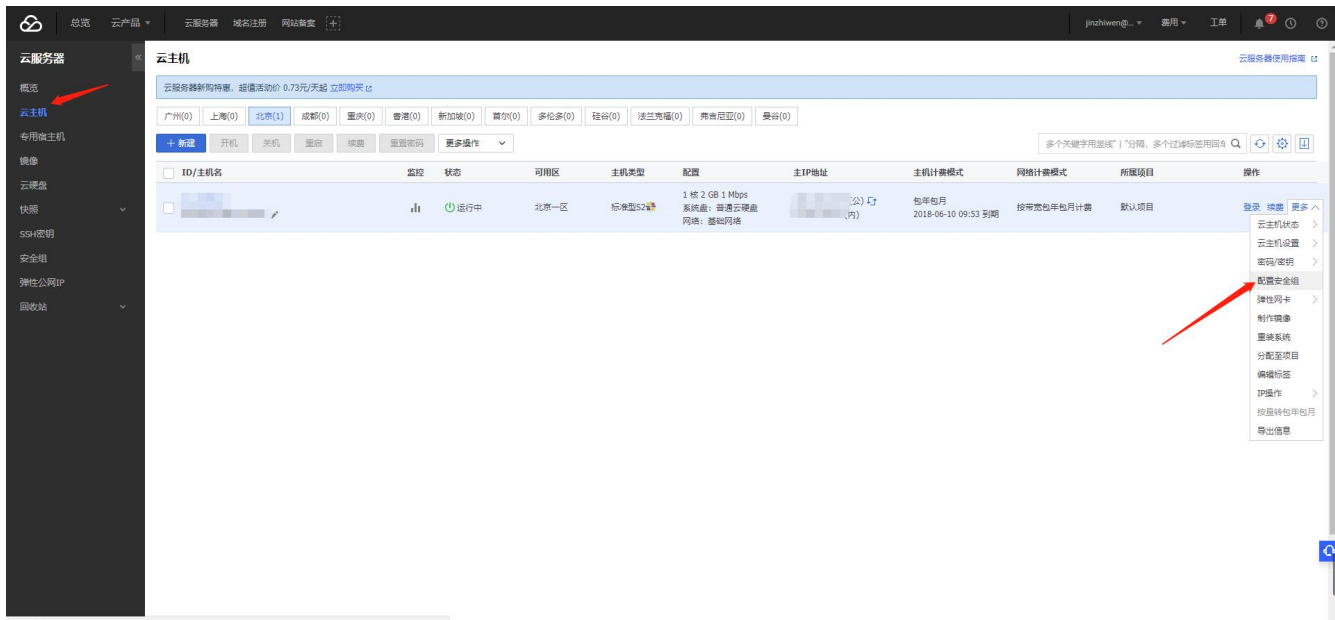 总览 云产品 云服务器 域名注册 网站备案 jinzhiwen@... 费用 工单 7
云服务器
概览
云主机
专用宿主机
镜像
云硬盘
快照
SSH密钥
安全组
弹性公网IP
回收站
云主机 云服务器使用指南
云服务器新购特惠，超值活动价 0.73元/天起 立即购买
广州(0) 上海(0) 北京(1) 成都(0) 重庆(0) 香港(0) 新加坡(0) 首尔(0) 多伦多(0) 硅谷(0) 法兰克福(0) 弗吉尼亚(0) 曼谷(0)
+ 新建 开机 关机 重启 续费 重置密码 更多操作 多个关键字用竖线"|"分隔，多个过滤标签用回车
ID/主机名 监控 状态 可用区 主机类型 配置 主IP地址 主机计费模式 网络计费模式 所属项目 操作
运行中 北京一区 标准型S2 1 核 2 GB 1 Mbps
系统盘：普通云硬盘
网络：基础网络
(公)
(内)
包年包月
2018-06-10 09:53 到期
按带宽包年包月计费 默认项目 登录 续费 更多
云主机状态
云主机设置
密码/密钥
配置安全组
弹性网卡
制作镜像
重装系统
分配至项目
编辑标签
IP操作
按量转包年包月
导出信息